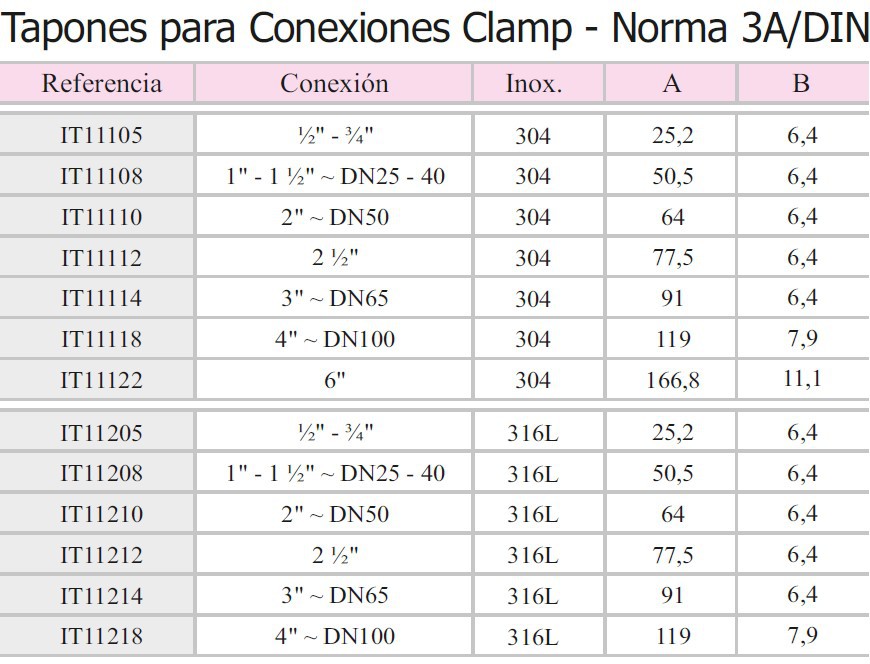 Tapones para Conexiones Clamp - Norma 3A/DIN
Referencia Conexión Inox. A B
IT11105 ½" - ¾" 304 25,2 6,4
IT11108 1" - 1 ½" ~ DN25 - 40 304 50,5 6,4
IT11110 2" ~ DN50 304 64 6,4
IT11112 2 ½" 304 77,5 6,4
IT11114 3" ~ DN65 304 91 6,4
IT11118 4" ~ DN100 304 119 7,9
IT11122 6" 304 166,8 11,1
IT11205 ½" - ¾" 316L 25,2 6,4
IT11208 1" - 1 ½" ~ DN25 - 40 316L 50,5 6,4
IT11210 2" ~ DN50 316L 64 6,4
IT11212 2 ½" 316L 77,5 6,4
IT11214 3" ~ DN65 316L 91 6,4
IT11218 4" ~ DN100 316L 119 7,9